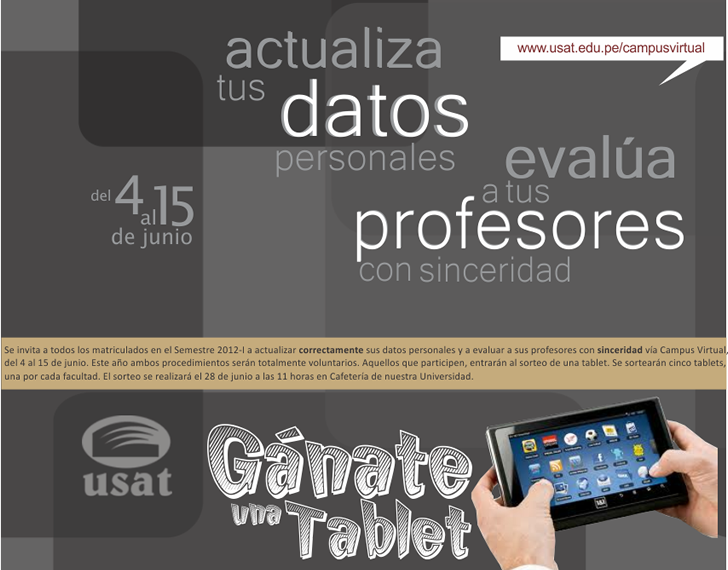 www.usat.edu.pe/campusvirtual
actualiza
tus
datos
personales
evalúa
a tus
profesores
con sinceridad
del 4 al 15
de junio
Se invita a todos los matriculados en el Semestre 2012-I a actualizar correctamente sus datos personales y a evaluar a sus profesores con sinceridad vía Campus Virtual,
del 4 al 15 de junio. Este año ambos procedimientos serán totalmente voluntarios. Aquellos que participen, entrarán al sorteo de una tablet. Se sortearán cinco tablets,
una por cada facultad. El sorteo se realizará el 28 de junio a las 11 horas en Cafetería de nuestra Universidad.
usat
Gánate
una Tablet